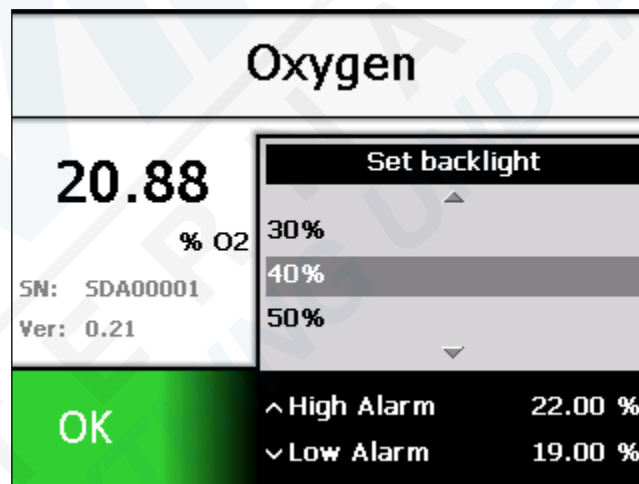 Oxygen
20.88
% O2
SN: SDA00001
Ver: 0.21
Set backlight
30%
40%
50%
OK
High Alarm 22.00 %
Low Alarm 19.00 %